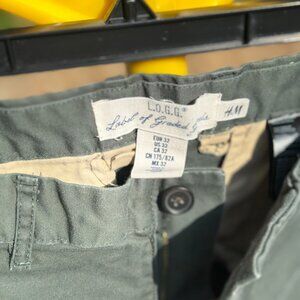 L.O.G.G.
Label of Graded Goods
H&M
EUR 32
US 32
CA 32
CN 175/82A
MX 32